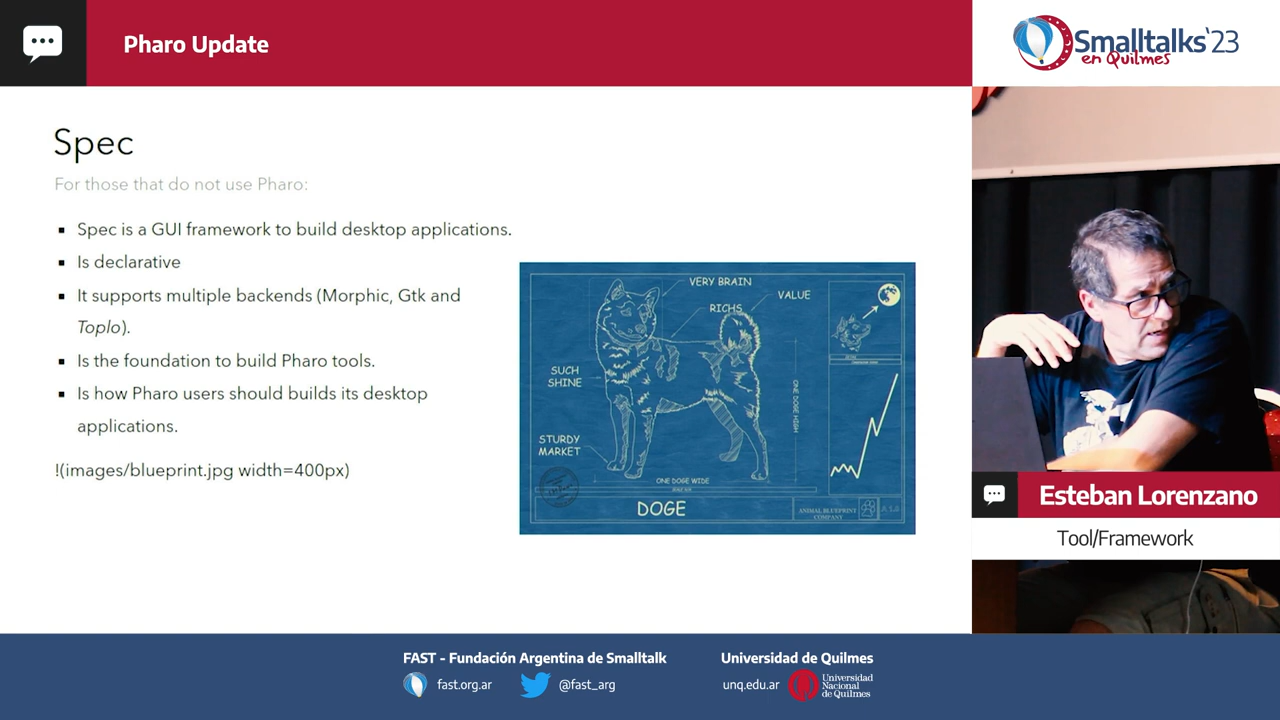 Pharo Update
Smalltalks'23
en Quilmes
Spec
For those that do not use Pharo:
Spec is a GUI framework to build desktop applications.
Is declarative
It supports multiple backends (Morphic, Gtk and
Toplo).
Is the foundation to build Pharo tools.
Is how Pharo users should builds its desktop
applications.
!(images/blueprint.jpg width=400px)
VERY BRAIN
VALUE
RICHS
SUCH
SHINE
ONE DOGE HIGH
STURDY
MARKET
ONE DOGE WIDE
DOGE
ANIMAL BLUEPRINT
COMPANY
Esteban Lorenzano
Tool/Framework
FAST - Fundación Argentina de Smalltalk
fast.org.ar
@fast_arg
Universidad de Quilmes
unq.edu.ar
Universidad
Nacional
de Quilmes